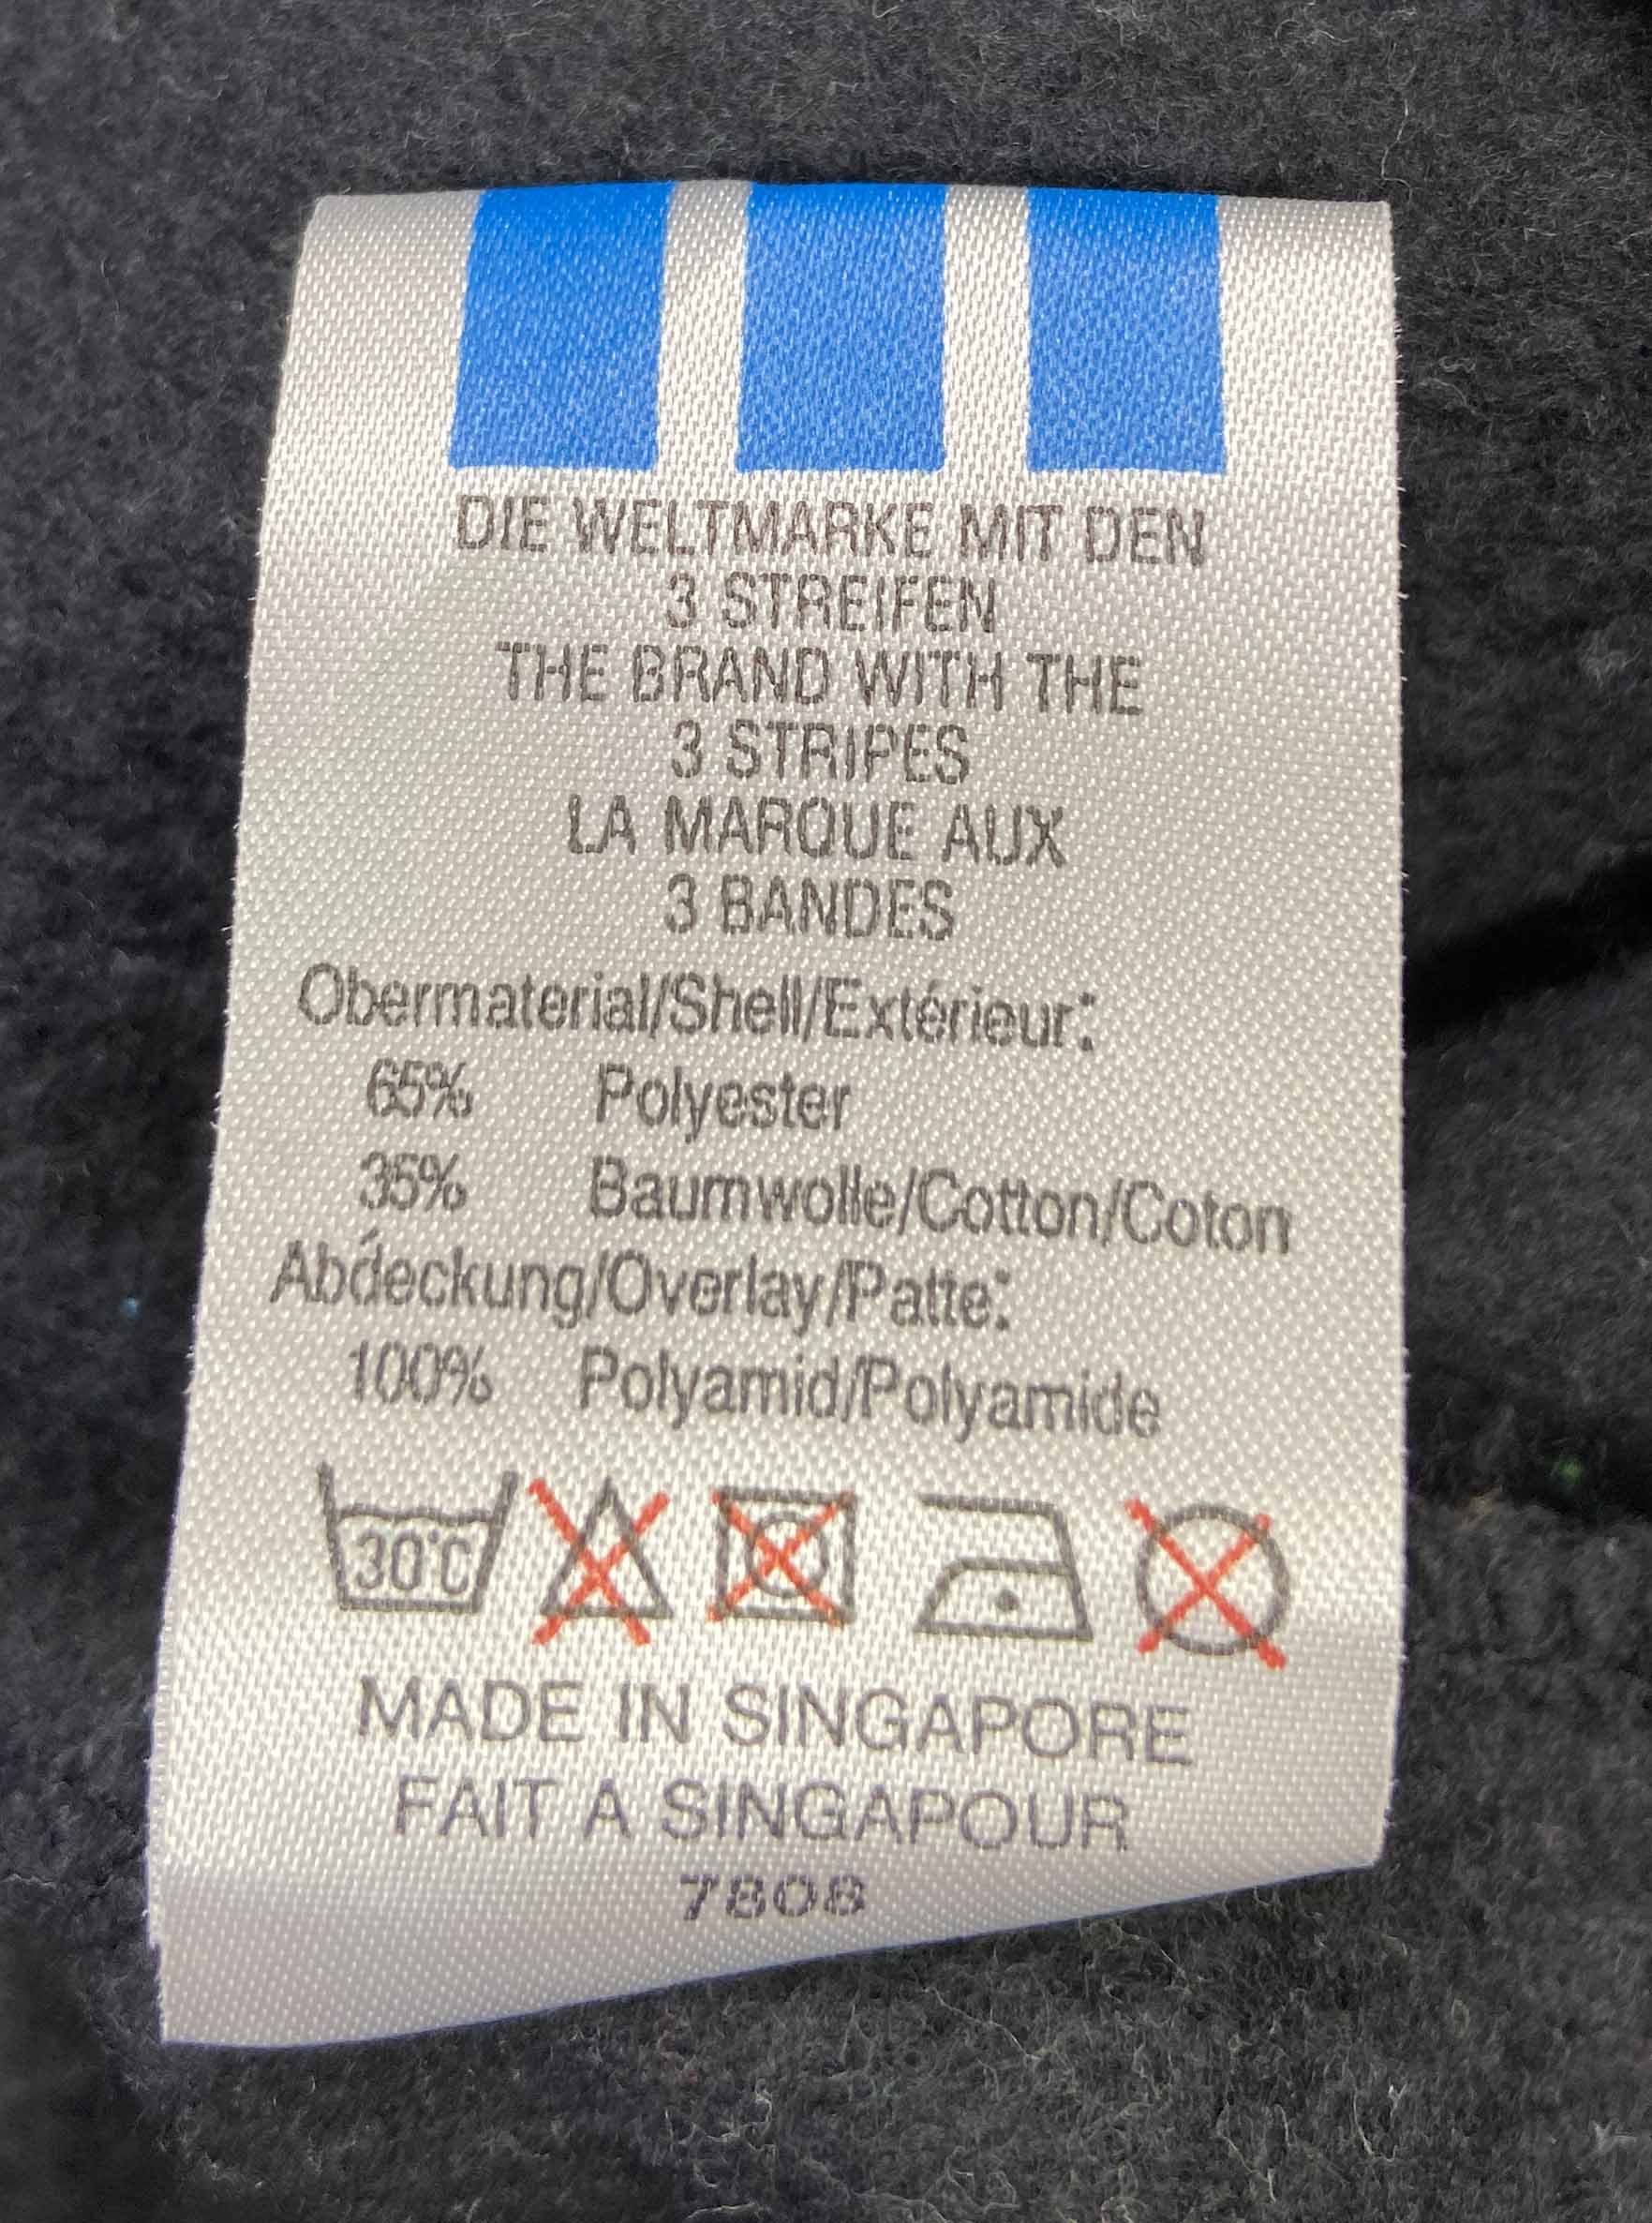 DIE WELTMARKE MIT DEN
3 STREIFEN
THE BRAND WITH THE
3 STRIPES
LA MARQUE AUX
3 BANDES
Obermaterial/Shell/Extérieur:
65% Polyester
35% Baumwolle/Cotton/Coton
Abdeckung/Overlay/Patte:
100% Polyamid/Polyamide
30°C
MADE IN SINGAPORE
FAIT A SINGAPOUR
7808